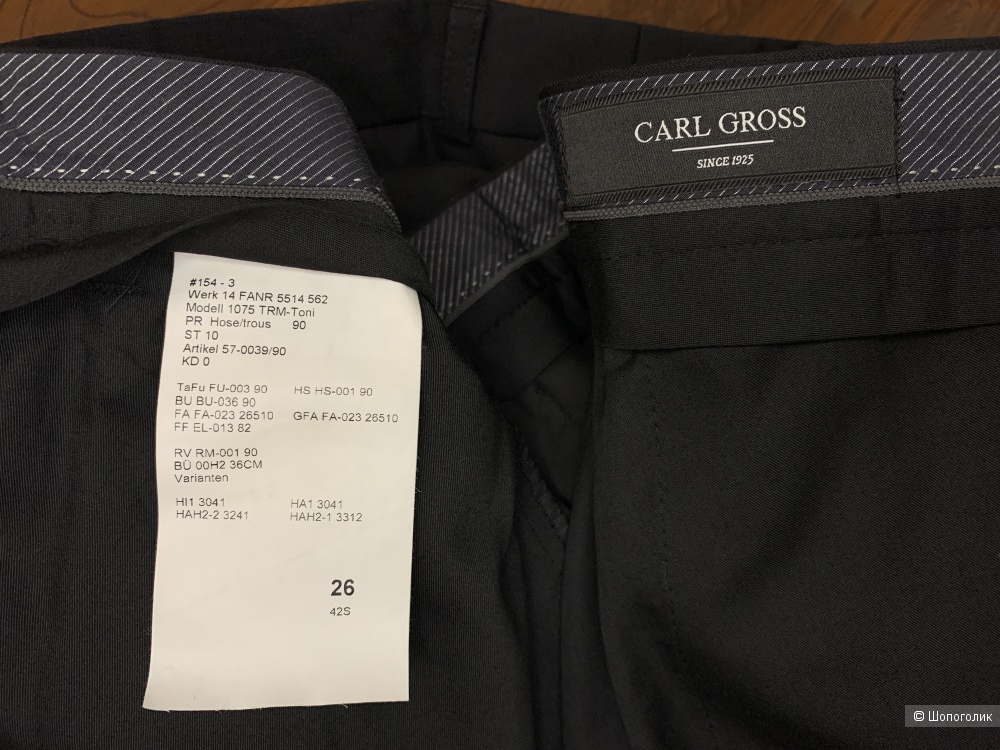 CARL GROSS
SINCE 1925
#154 - 3
Werk 14 FANR 5514 562
Modell 1075 TRM-Toni
PR Hose/trous 90
ST 10
Artikel 57-0039/90
KD 0
TaFu FU-003 90 HS HS-001 90
BU BU-036 90
FA FA-023 26510 GFA FA-023 26510
FF EL-013 82
RV RM-001 90
BÜ 00H2 36CM
Varianten
HI1 3041 HA1 3041
HAH2-2 3241 HAH2-1 3312
26
42S
© Шопоголик